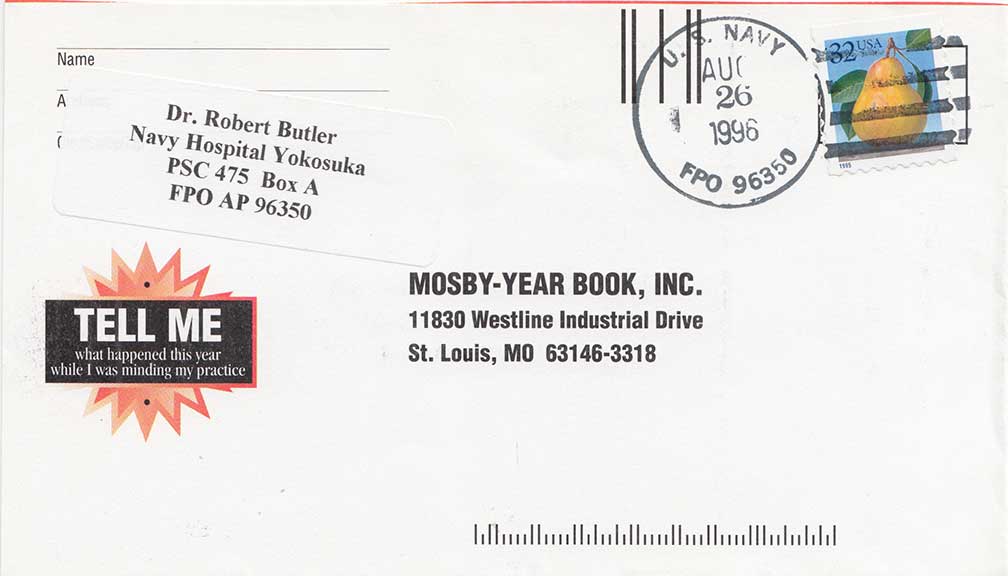 Name
A
Dr. Robert Butler
Navy Hospital Yokosuka
PSC 475 Box A
FPO AP 96350
U.S. NAVY
AUG
26
1996
FPO 96350
32 USA
1995
MOSBY-YEAR BOOK, INC.
11830 Westline Industrial Drive
St. Louis, MO 63146-3318
TELL ME
what happened this year
while I was minding my practice